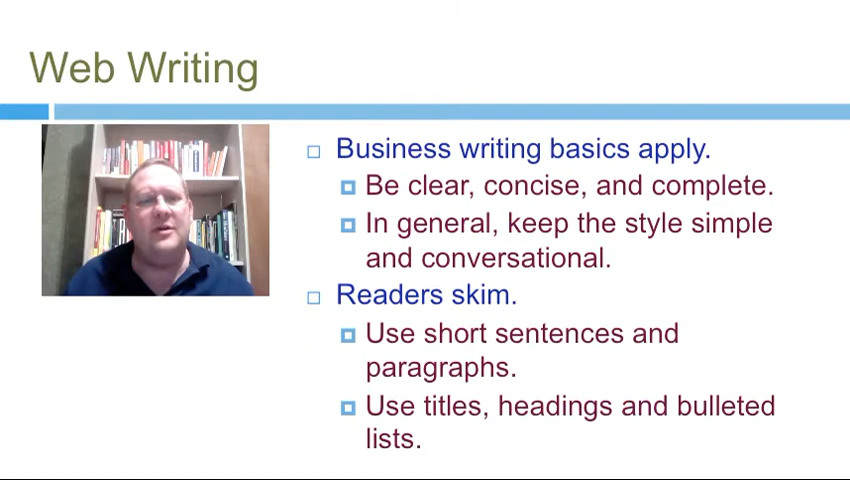 Web Writing
Business writing basics apply.
Be clear, concise, and complete.
In general, keep the style simple
and conversational.
Readers skim.
Use short sentences and
paragraphs.
Use titles, headings and bulleted
lists.